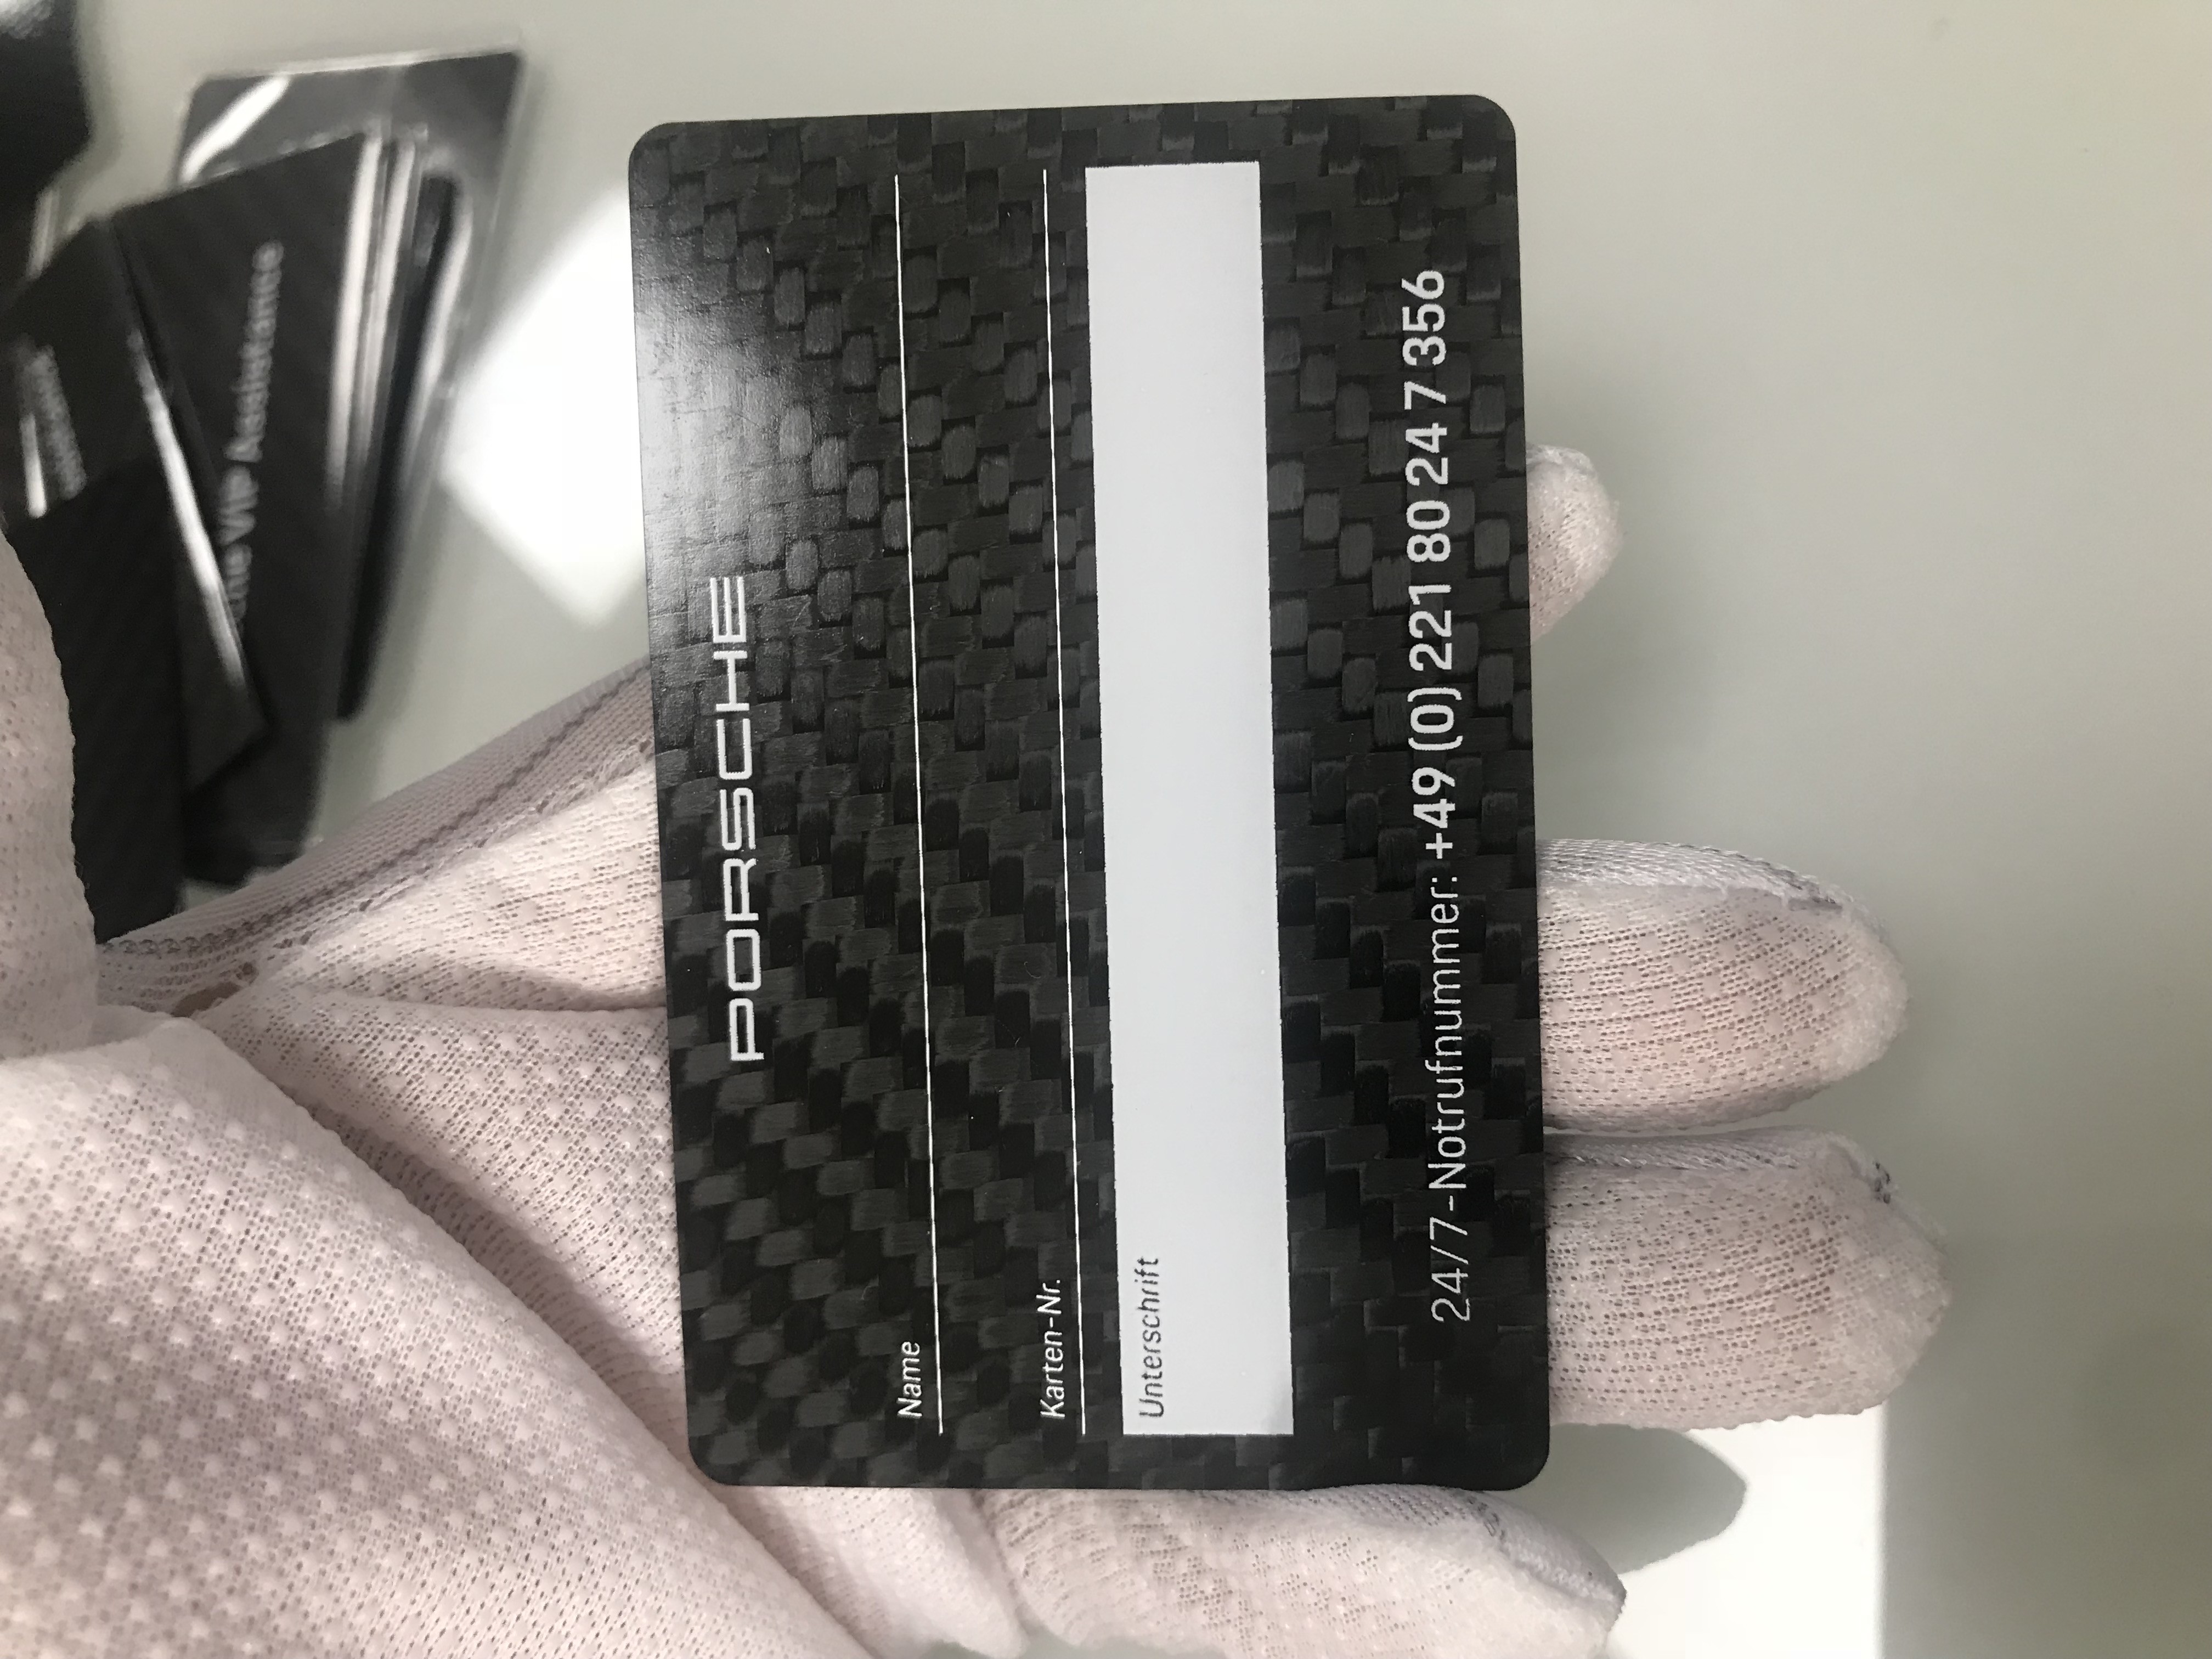 PORSCHE
Name
Karten-Nr.
Unterschrift
24/7-Notrufnummer: +49 (0) 221 80 24 7 356
VIP Assistance